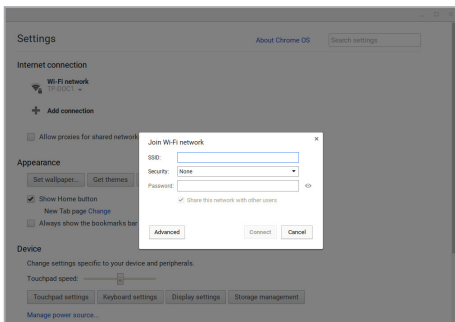 Settings
About Chrome OS
Search settings
Internet connection
Wi-Fi network
TP-DOC1
Add connection
Allow proxies for shared network
Join Wi-Fi network
SSID:
Security: None
Password:
Share this network with other users
Advanced Connect Cancel
Appearance
Set wallpaper... Get themes
Show Home button
New Tab page Change
Always show the bookmarks bar
Device
Change settings specific to your device and peripherals.
Touchpad speed:
Touchpad settings Keyboard settings Display settings Storage management
Manage power source...